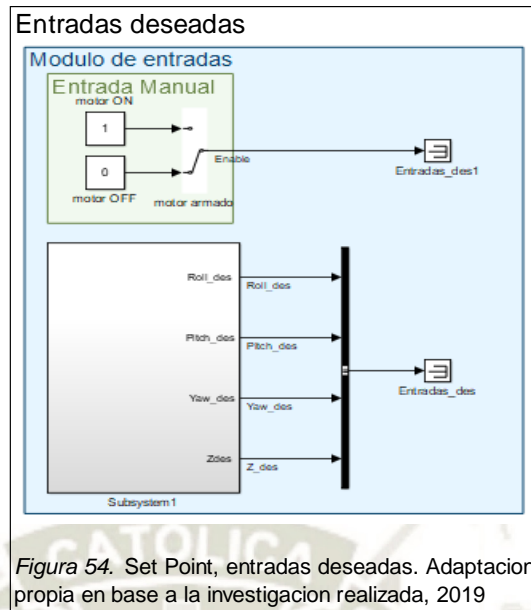 Entradas deseadas
Modulo de entradas
Entrada Manual
motor ON
1
Enable
Entradas_des1
0
motor OFF
motor armado
Roll_des
Roll_des
Pitch_des
Pitch_des
Entradas_des
Yaw_des
Yaw_des
Zdes
Z_des
Subsystem1
CATOLICA
Figura 54. Set Point, entradas deseadas. Adaptacion
propia en base a la investigacion realizada, 2019